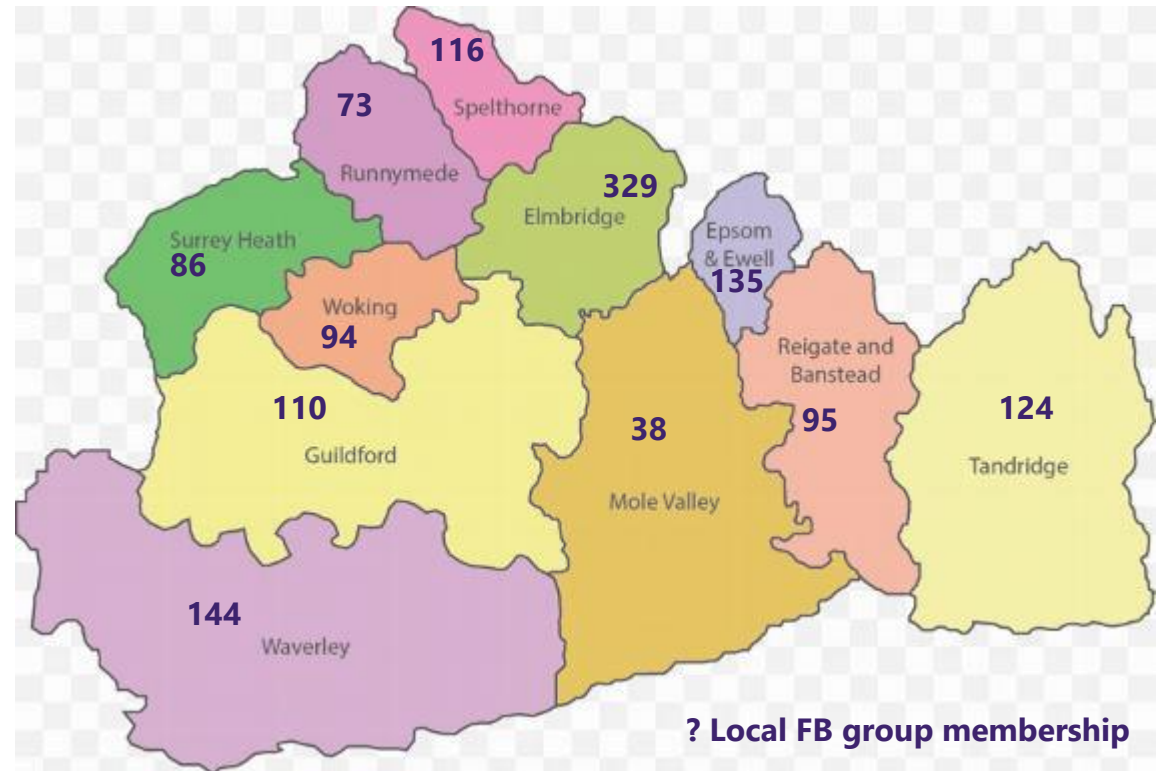 116
Spelthorne
73
Runnymede
329
Elmbridge
Surrey Heath
86
Epsom
& Ewell
135
Woking
94
Reigate and
Banstead
95
110
Guildford
38
Mole Valley
124
Tandridge
144
Waverley
? Local FB group membership